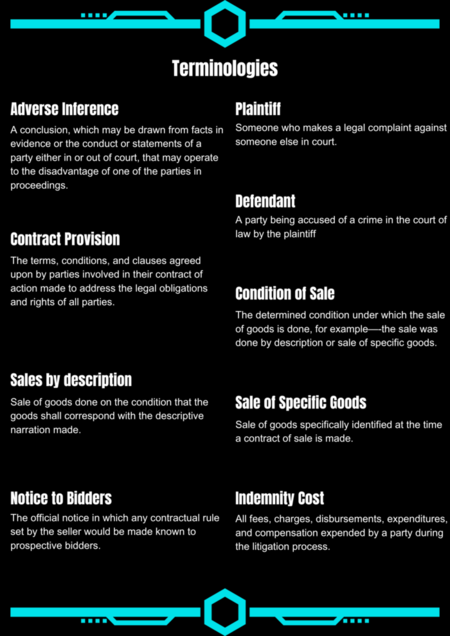 Terminologies
Adverse Inference
A conclusion, which may be drawn from facts in
evidence or the conduct or statements of a
party either in or out of court, that may operate
to the disadvantage of one of the parties in
proceedings.
Contract Provision
The terms, conditions, and clauses agreed
upon by parties involved in their contract of
action made to address the legal obligations
and rights of all parties.
Sales by description
Sale of goods done on the condition that the
goods shall correspond with the descriptive
narration made.
Notice to Bidders
The official notice in which any contractual rule
set by the seller would be made known to
prospective bidders.
Plaintiff
Someone who makes a legal complaint against
someone else in court.
Defendant
A party being accused of a crime in the court of
law by the plaintiff
Condition of Sale
The determined condition under which the sale
of goods is done, for example—-the sale was
done by description or sale of specific goods.
Sale of Specific Goods
Sale of goods specifically identified at the time
a contract of sale is made.
Indemnity Cost
All fees, charges, disbursements, expenditures,
and compensation expended by a party during
the litigation process.